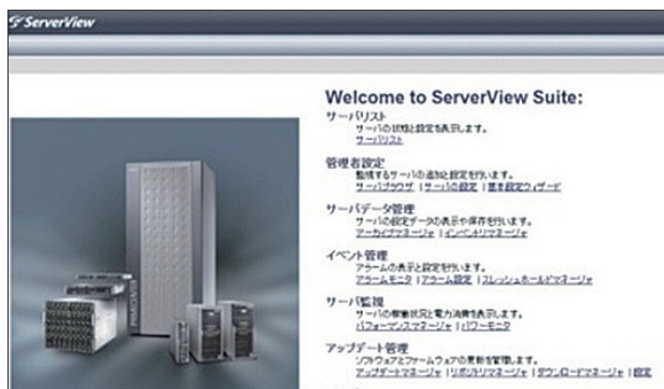 ServerView
Welcome to ServerView Suite:
サーバリスト
サーバの状態と設定を表示します。
サーバリスト
管理者設定
監視するサーバの追加と設定を行います。
サーバブラウザ | サーバの設定 | 基本設定ウィザード
サーバデータ管理
サーバの設定データの表示や保存を行います。
アーカイブマネージャ | インベントリマネージャ
イベント管理
アラームの表示と設定を行います。
アラームモニタ | アラーム設定 | スレッシュホールドマネージャ
サーバ監視
サーバの稼働状況と電力消費を表示します。
パフォーマンスマネージャ | パワーモニタ
アップデート管理
ソフトウェアとファームウェアの更新を管理します。
アップデートマネージャ | リポジトリマネージャ | ダウンロードマネージャ | 設定
PRIMECENTER